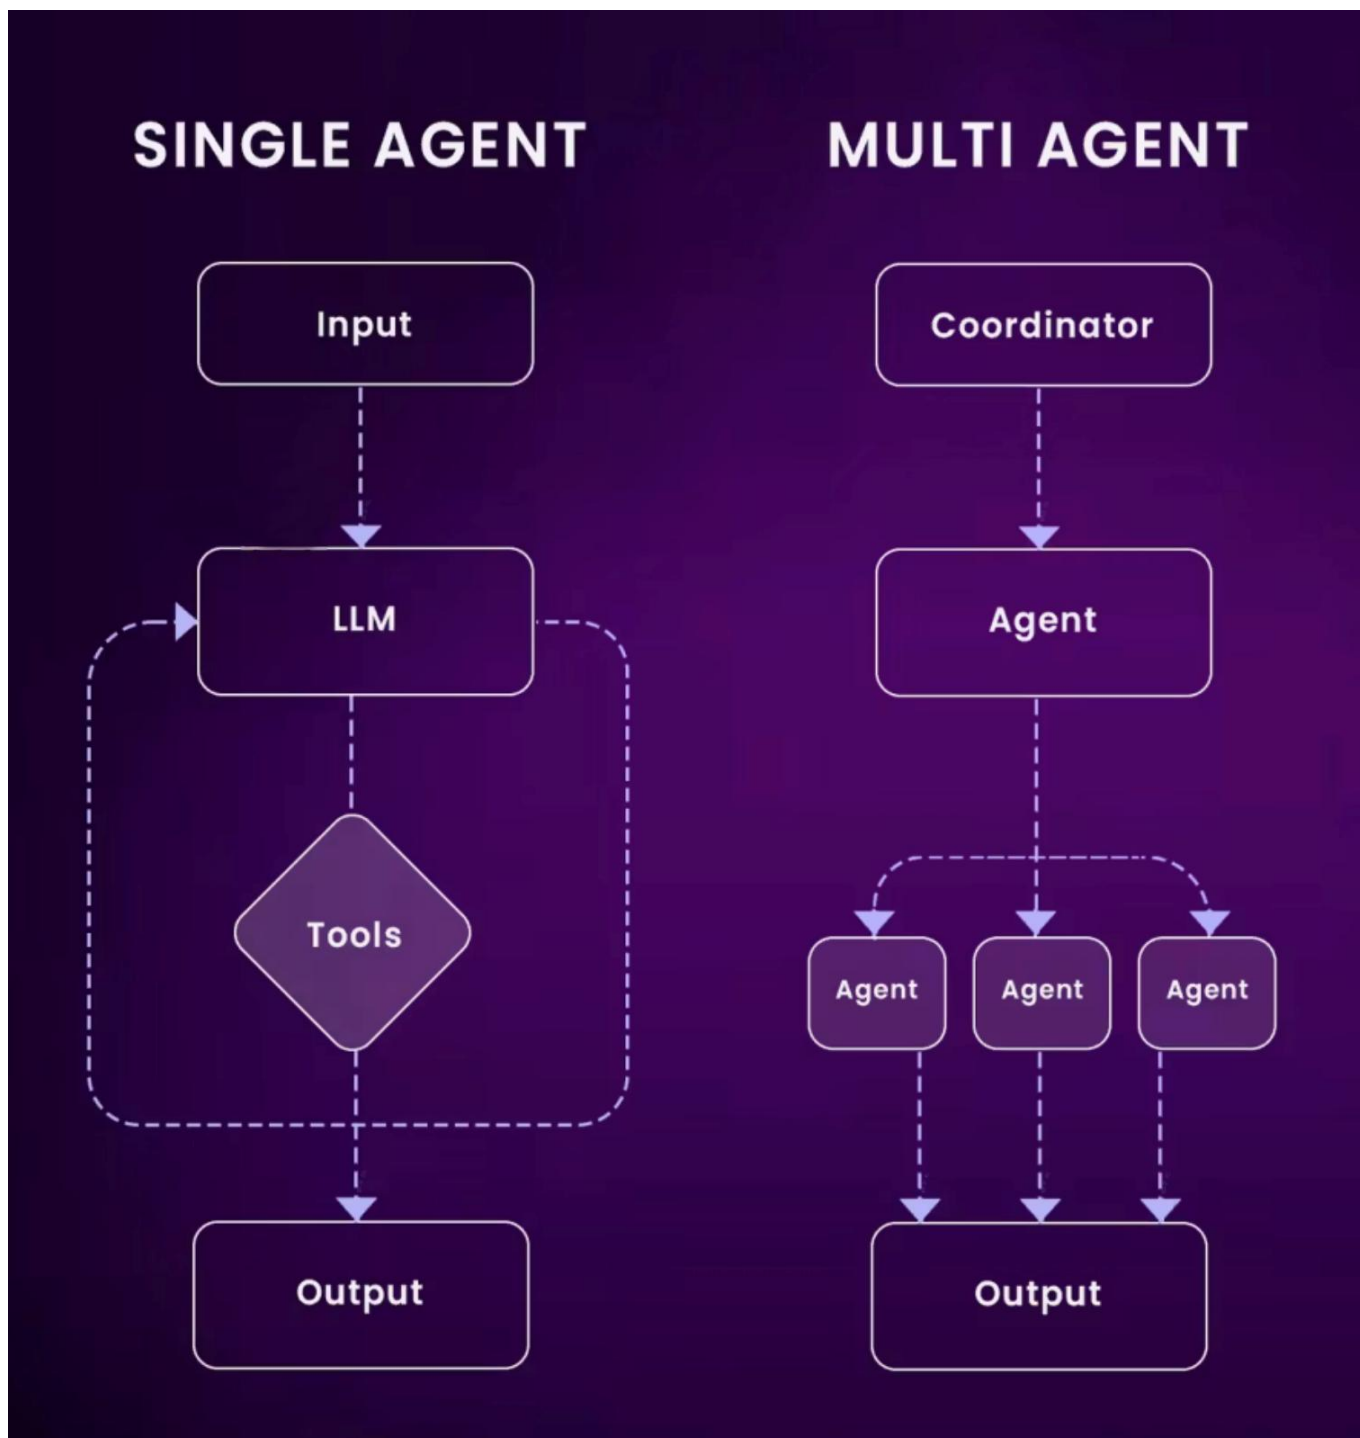 SINGLE AGENT
Input
LLM
Tools
Output
MULTI AGENT
Coordinator
Agent
Agent Agent Agent
Output